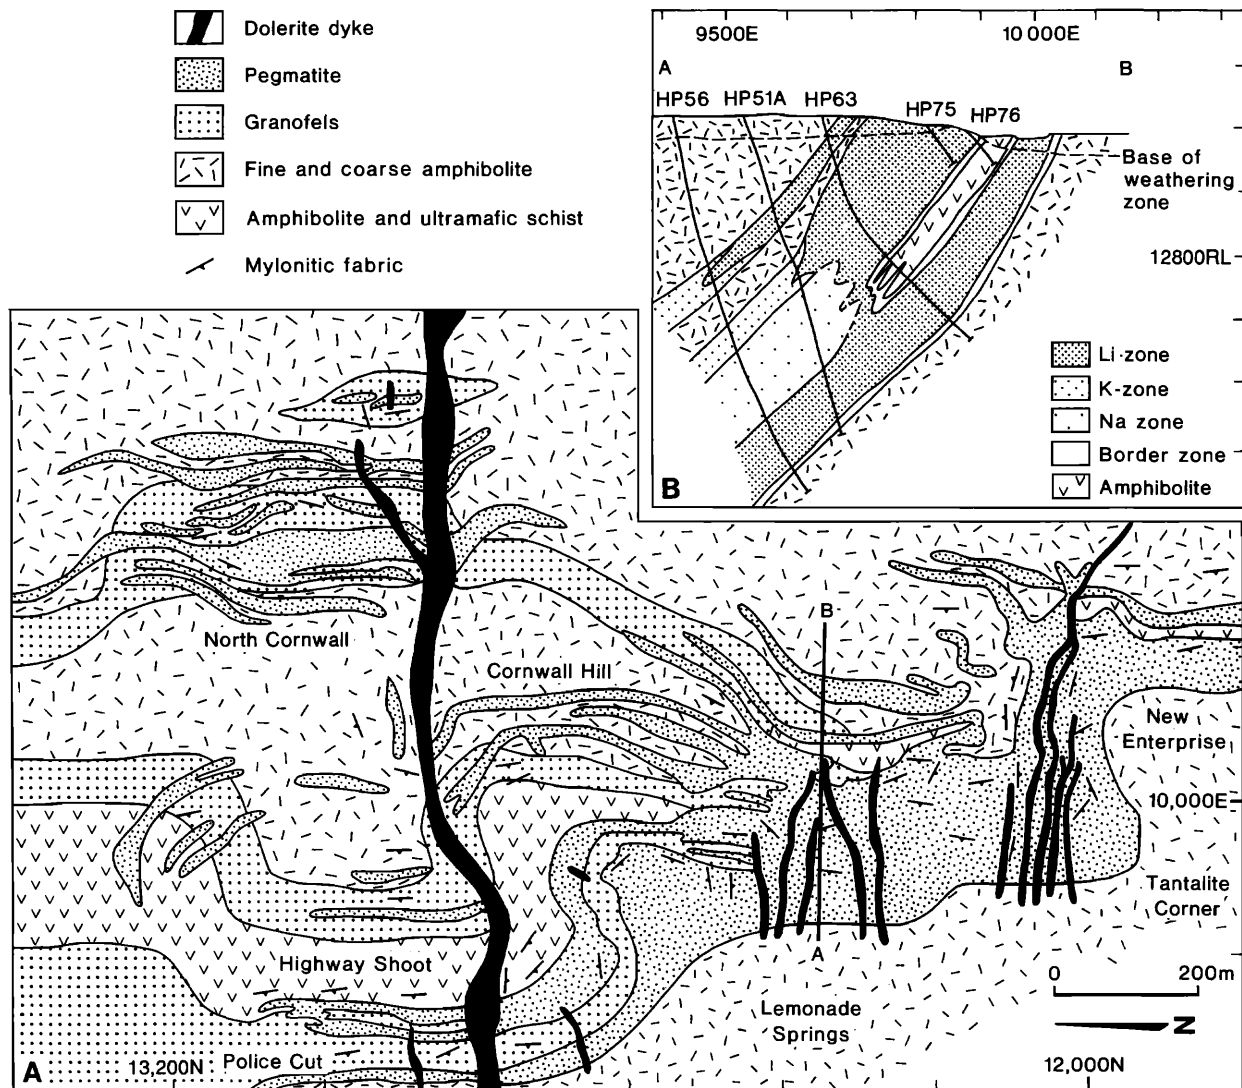 Dolerite dyke
Pegmatite
Granofels
Fine and coarse amphibolite
Amphibolite and ultramafic schist
Mylonitic fabric
9500E 10 000E
A B
HP56 HP51A HP63 HP75 HP76
Base of
weathering
zone
12800RL
Li-zone
K-zone
Na zone
Border zone
Amphibolite
B
North Cornwall
Cornwall Hill
B
New
Enterprise
10,000E
Tantalite
Corner
A
Highway Shoot
Lemonade
Springs
0 200m
N
Police Cut
A 13,200N 12,000N